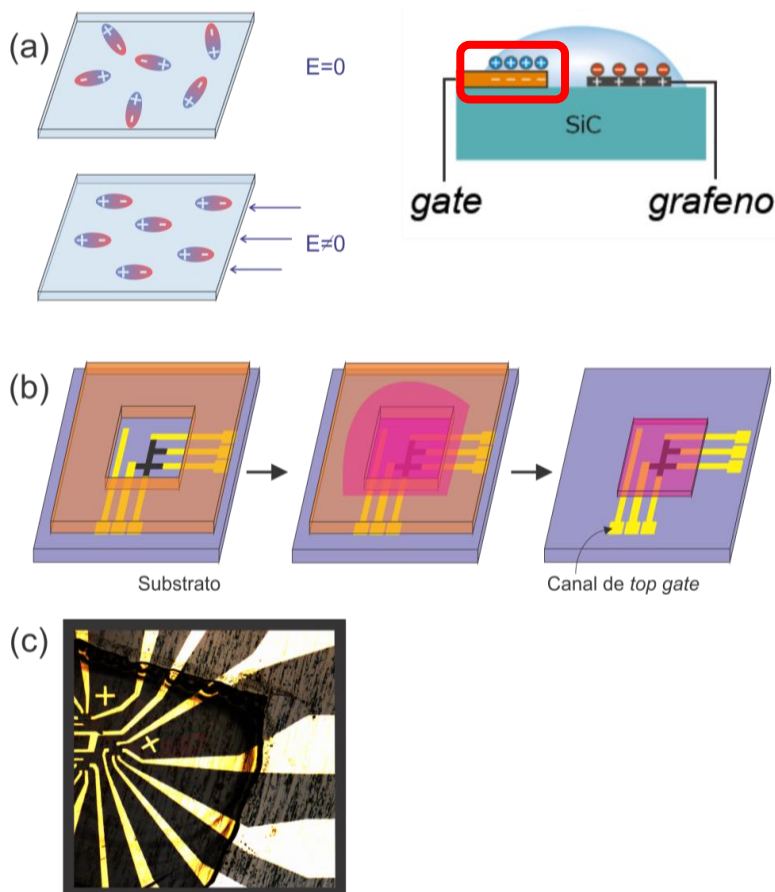 (a)
E=0
E≠0
SiC
gate
grafeno
(b)
Substrato
Canal de top gate
(c)